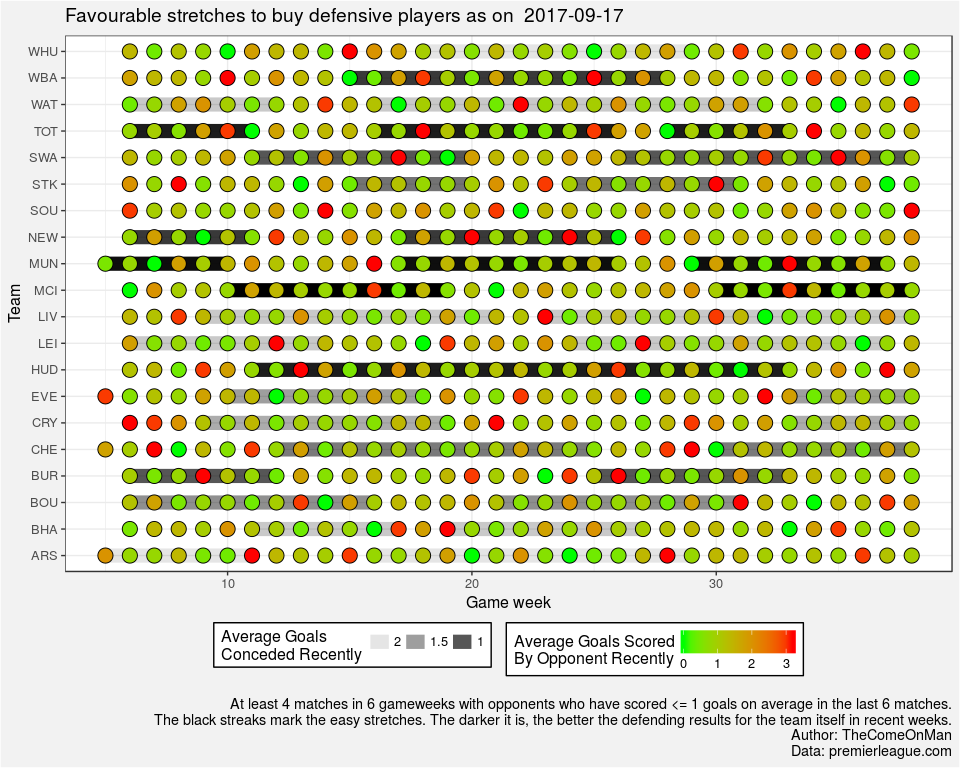 Favourable stretches to buy defensive players as on  2017-09-17
WHU
WBA
WAT
TOT
SWA
STK
SOU
NEW
MUN
MCI
LIV
LEI
HUD
EVE
CRY
CHE
BUR
BOU
BHA
ARS
Team
10
20
30
Game week
Average Goals
Conceded Recently
2
1.5
1
Average Goals Scored
By Opponent Recently
0
1
2
3
At least 4 matches in 6 gameweeks with opponents who have scored <= 1 goals on average in the last 6 matches.
The black streaks mark the easy stretches. The darker it is, the better the defending results for the team itself in recent weeks.
Author: TheComeOnMan
Data: premierleague.com